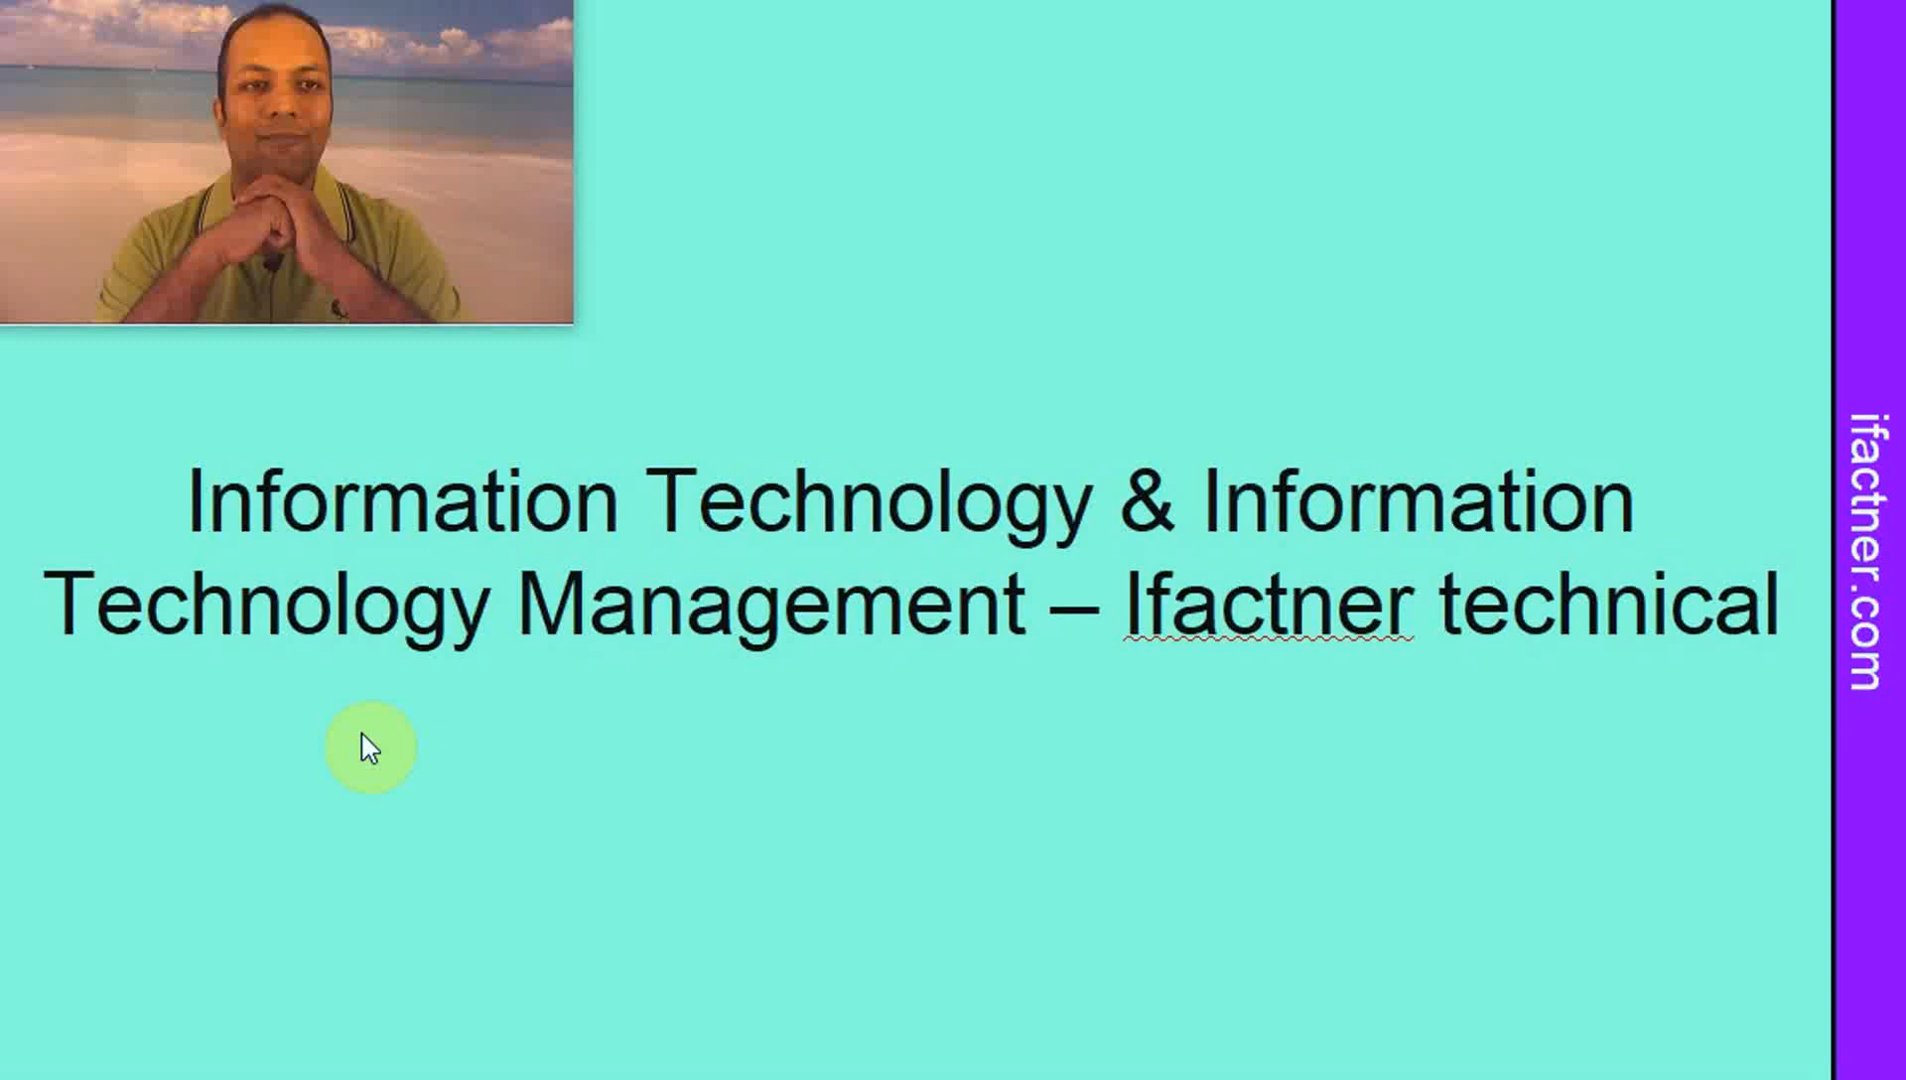 Information Technology & Information
Technology Management – Ifactner technical
ifactner.com